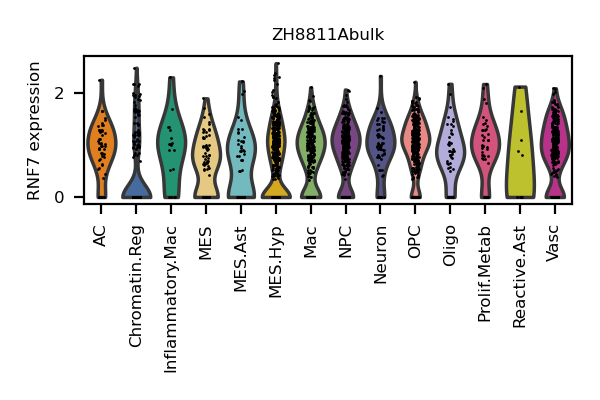 ZH8811Abulk
RNF7 expression
2
0
AC
Chromatin.Reg
Inflammatory.Mac
MES
MES.Ast
MES.Hyp
Mac
NPC
Neuron
OPC
Oligo
Prolif.Metab
Reactive.Ast
Vasc